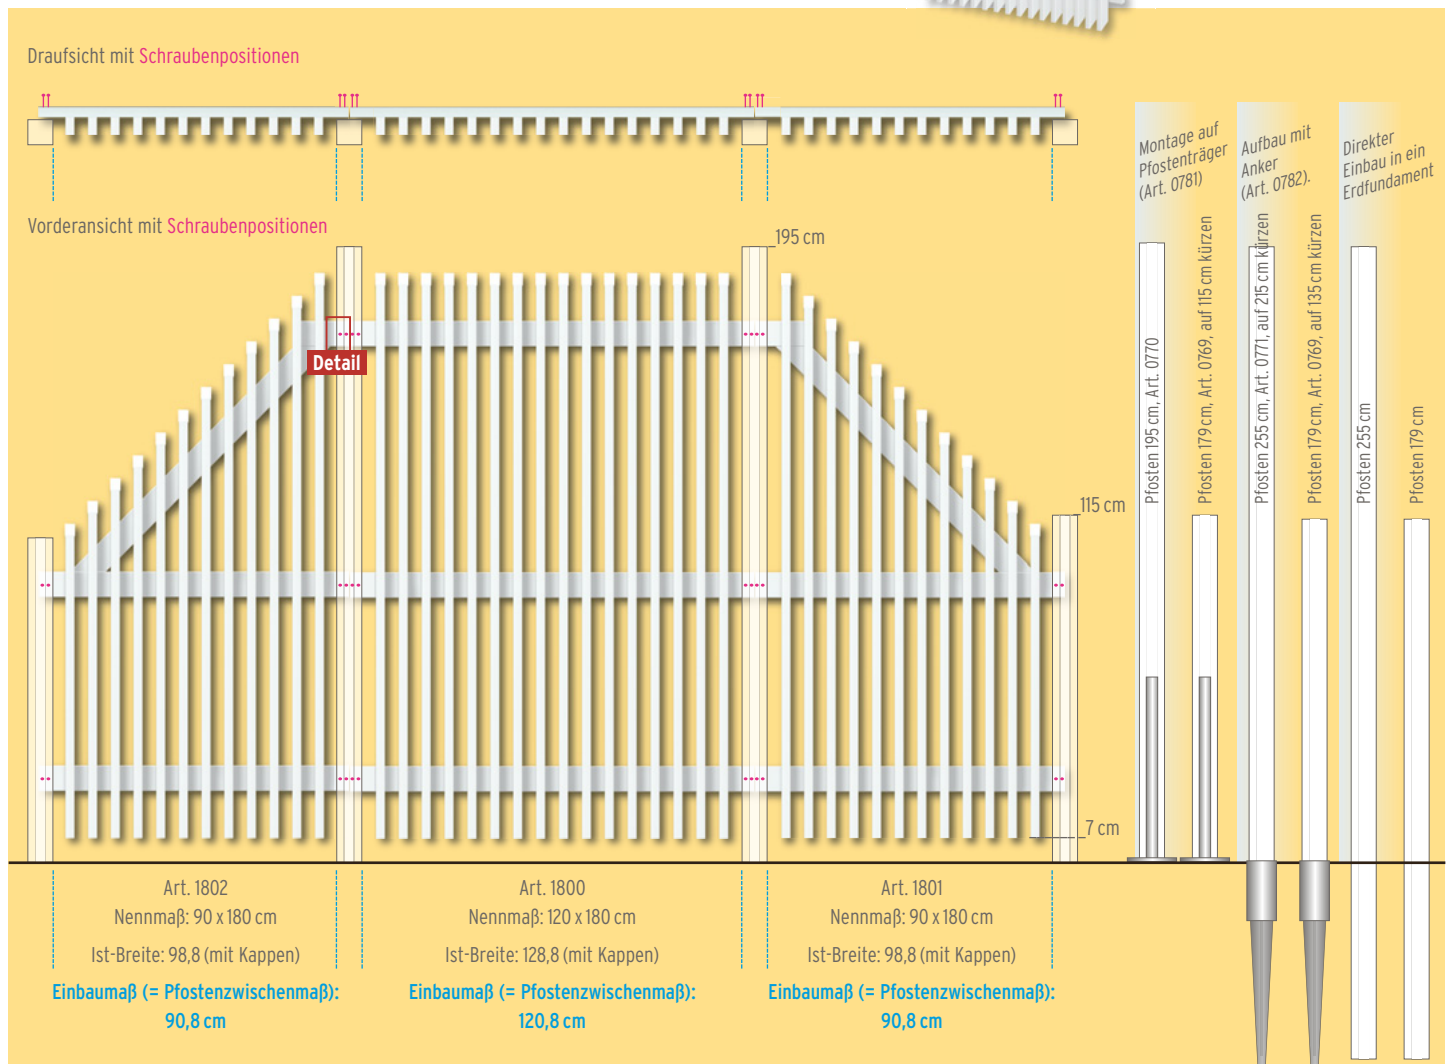 Draufsicht mit Schraubenpositionen
Vorderansicht mit Schraubenpositionen
195 cm
Detail
115 cm
7 cm
Art. 1802
Nennmaß: 90 x 180 cm
Ist-Breite: 98,8 (mit Kappen)
Einbaumaß (= Pfostenzwischenmaß):
90,8 cm
Art. 1800
Nennmaß: 120 x 180 cm
Ist-Breite: 128,8 (mit Kappen)
Einbaumaß (= Pfostenzwischenmaß):
120,8 cm
Art. 1801
Nennmaß: 90 x 180 cm
Ist-Breite: 98,8 (mit Kappen)
Einbaumaß (= Pfostenzwischenmaß):
90,8 cm
Montage auf
Pfostenträger
(Art. 0781)
Pfosten 195 cm, Art. 0770
Pfosten 179 cm, Art. 0769, auf 115 cm kürzen
Aufbau mit
Anker
(Art. 0782).
Pfosten 255 cm, Art. 0771, auf 215 cm kürzen
Pfosten 179 cm, Art. 0769, auf 135 cm kürzen
Direkter
Einbau in ein
Erdfundament
Pfosten 255 cm
Pfosten 179 cm